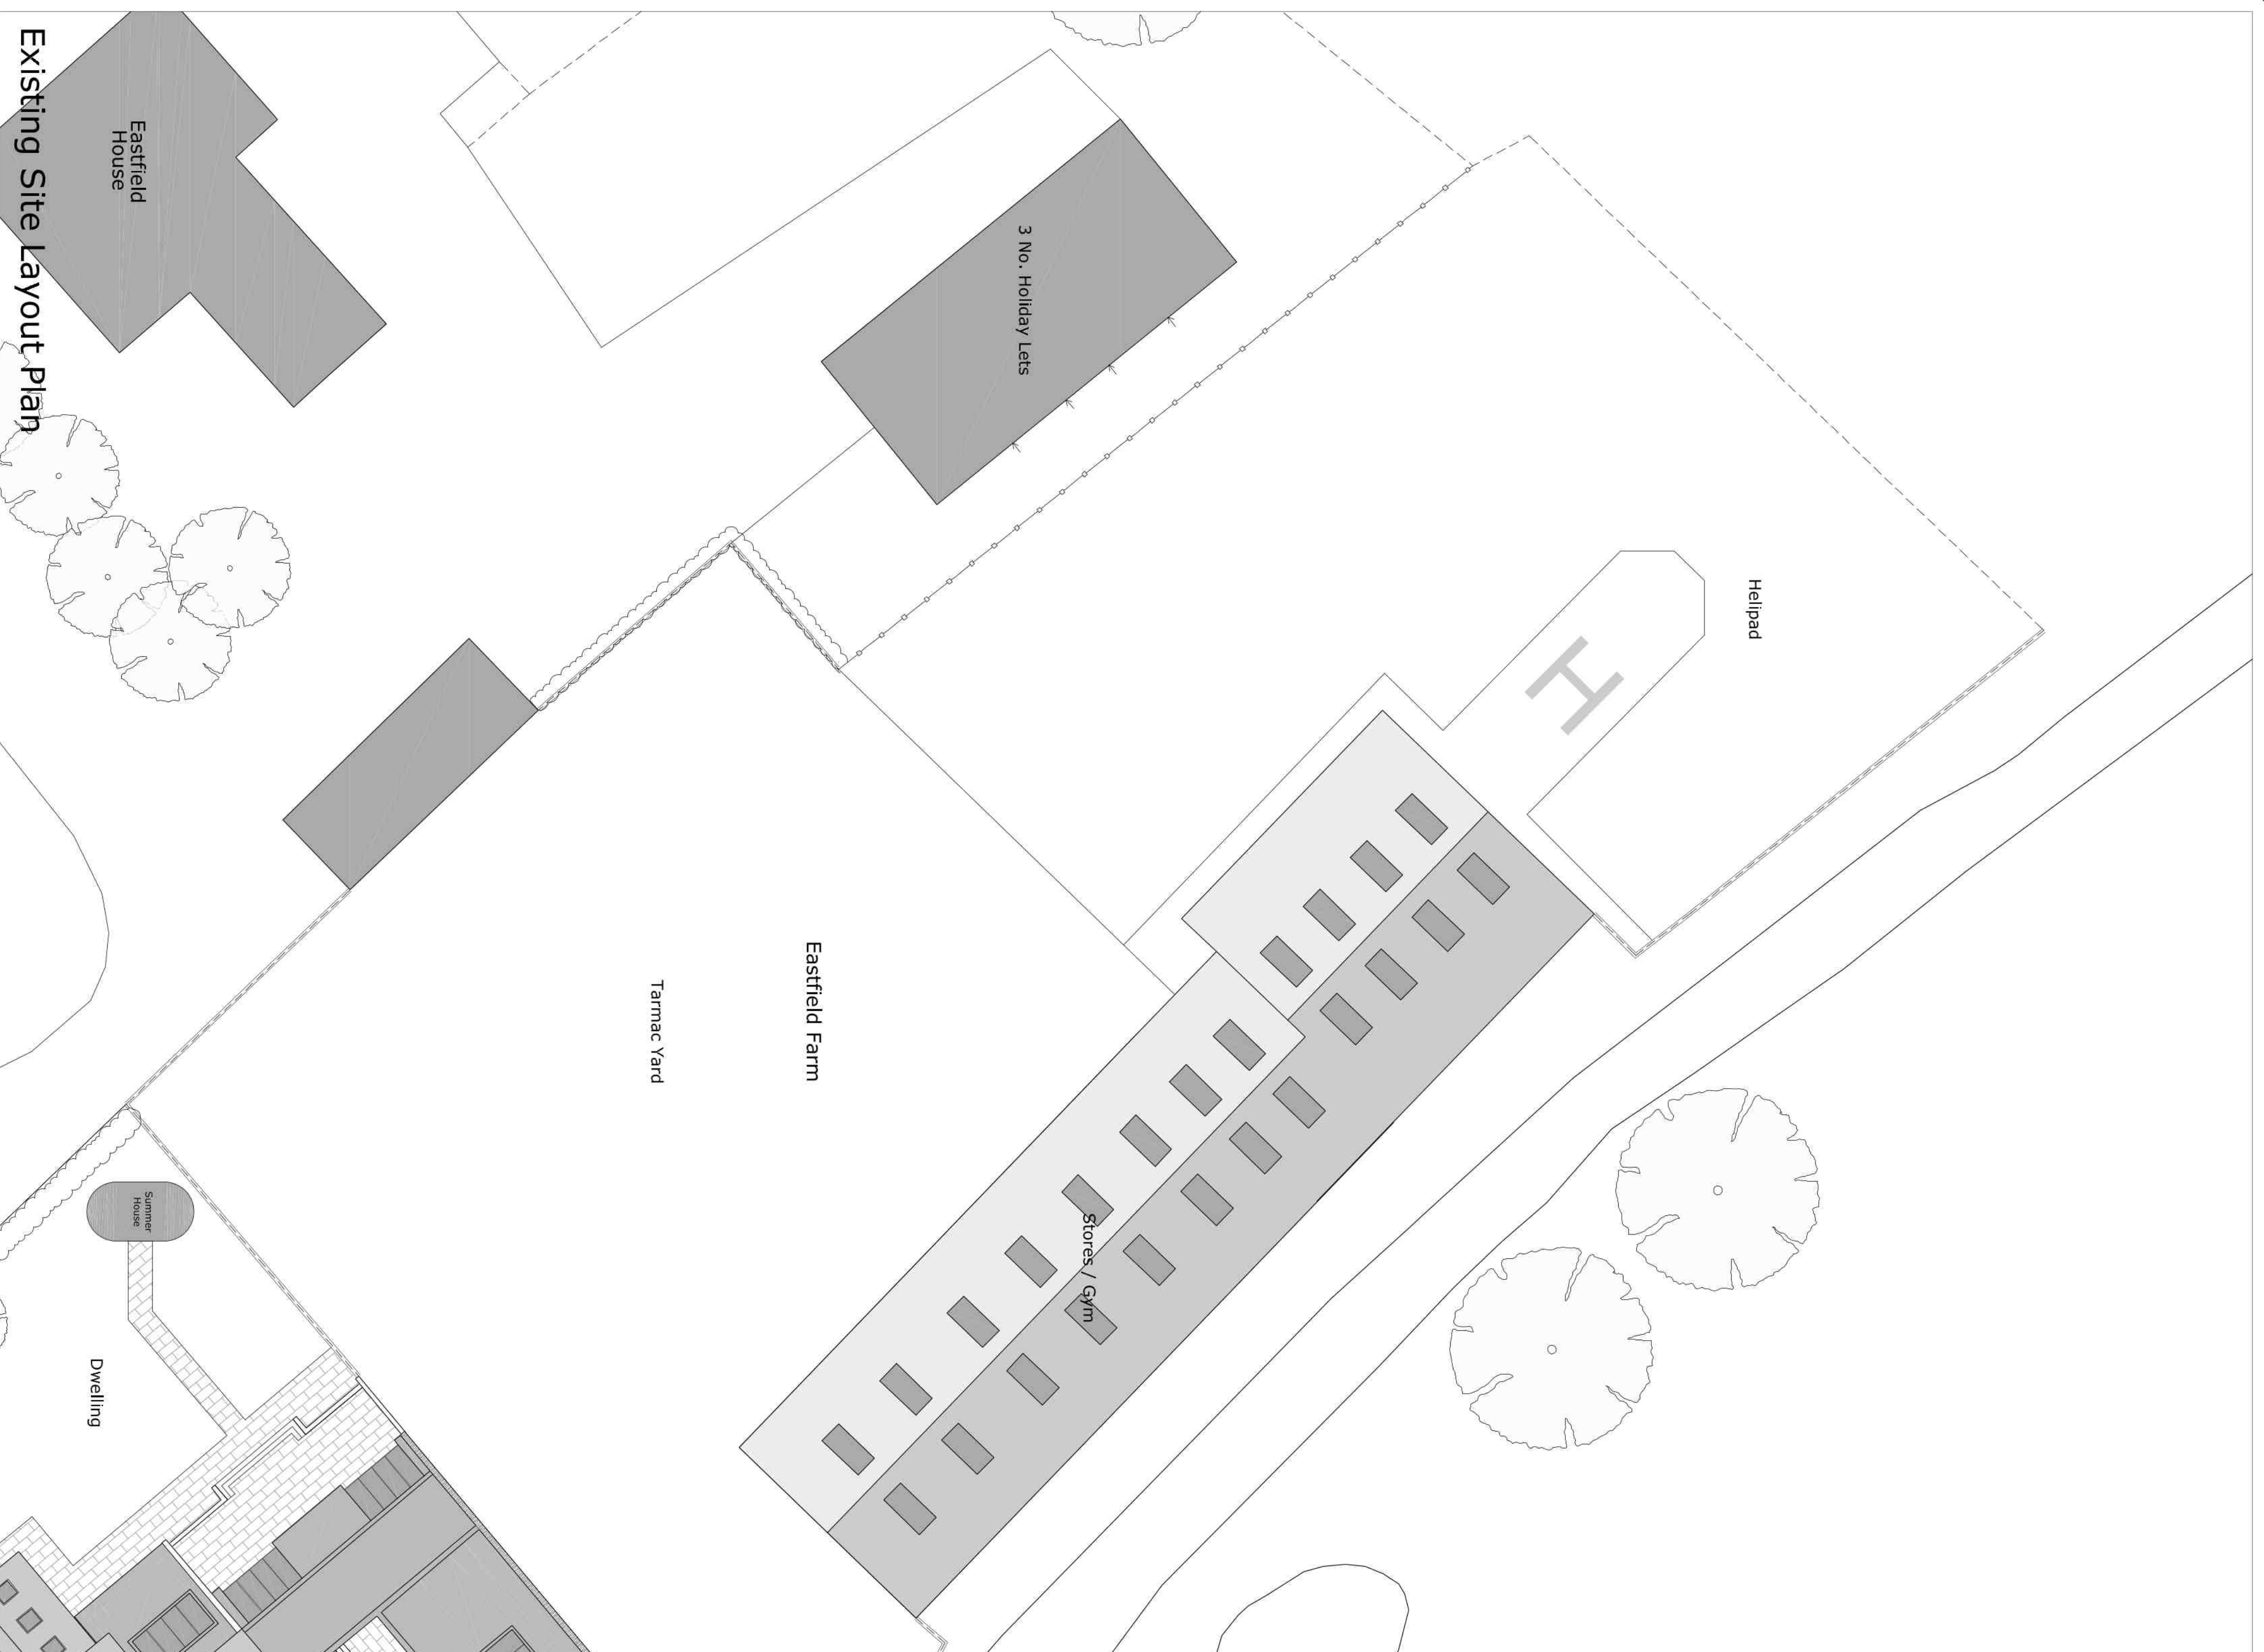 Existing Site Layout Plan
Eastfield
House
3 No. Holiday Lets
Helipad
H
Eastfield Farm
Tarmac Yard
Stores / Gym
Summer
House
Dwelling